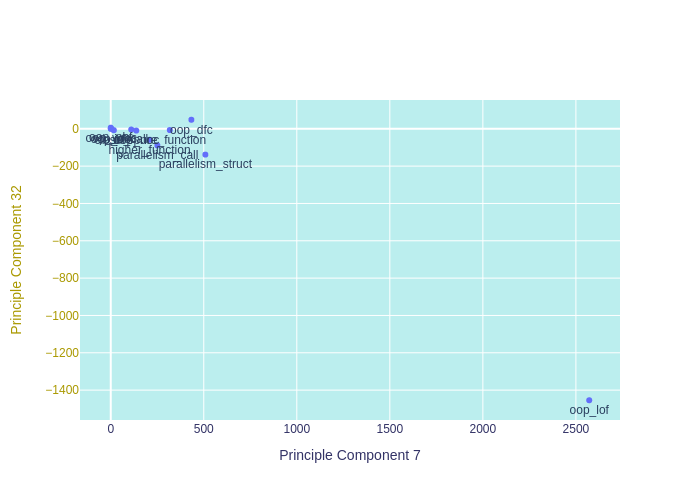 0
−200
−400
−600
−800
−1000
−1200
−1400
Principle Component 32
oop_dfc
higher_function
parallelism_call
parallelism_struct
oop_lof
0
500
1000
1500
2000
2500
Principle Component 7